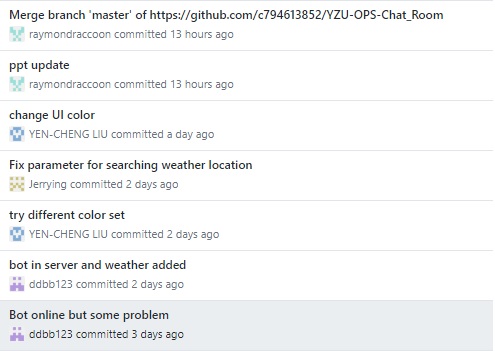 Merge branch 'master' of https://github.com/c794613852/YZU-OPS-Chat_Room
raymondraccoon committed 13 hours ago
ppt update
raymondraccoon committed 13 hours ago
change UI color
YEN-CHENG LIU committed a day ago
Fix parameter for searching weather location
Jerrying committed 2 days ago
try different color set
YEN-CHENG LIU committed 2 days ago
bot in server and weather added
ddbb123 committed 2 days ago
Bot online but some problem
ddbb123 committed 3 days ago